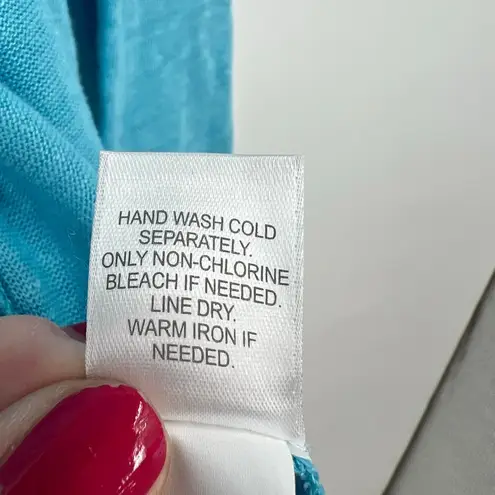 HAND WASH COLD
SEPARATELY.
ONLY NON-CHLORINE
BLEACH IF NEEDED.
LINE DRY.
WARM IRON IF
NEEDED.